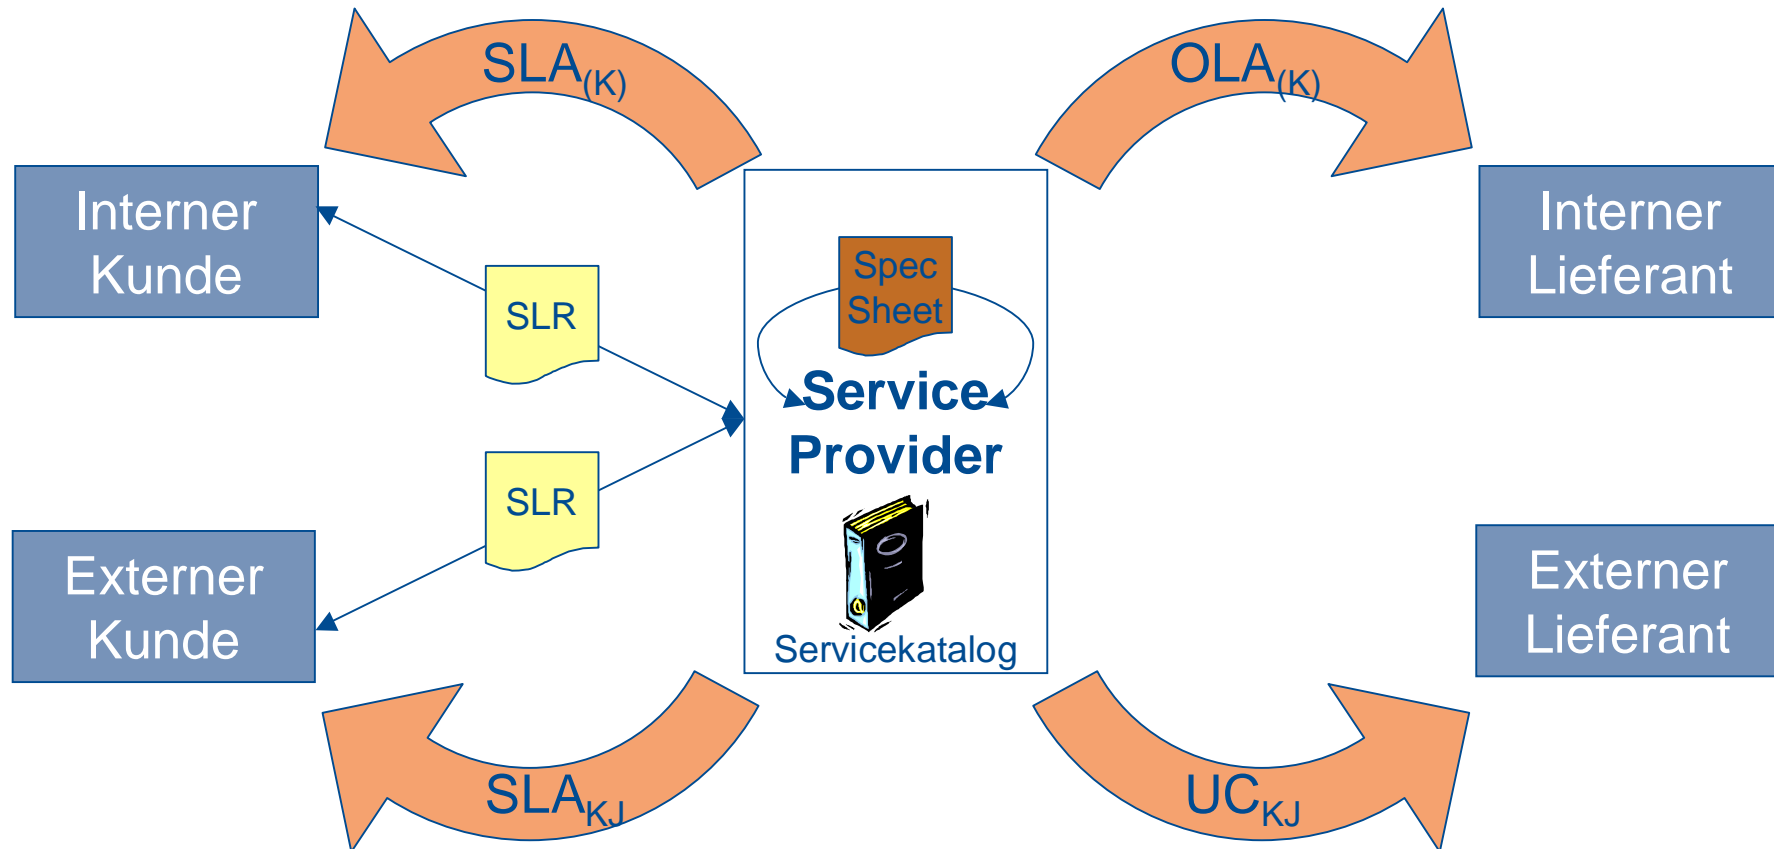 SLA(K)
OLA(K)
Interner
Kunde
SLR
Spec
Sheet
Interner
Lieferant
Service
Provider
SLR
Externer
Kunde
Servicekatalog
Externer
Lieferant
SLAKJ
UCKJ